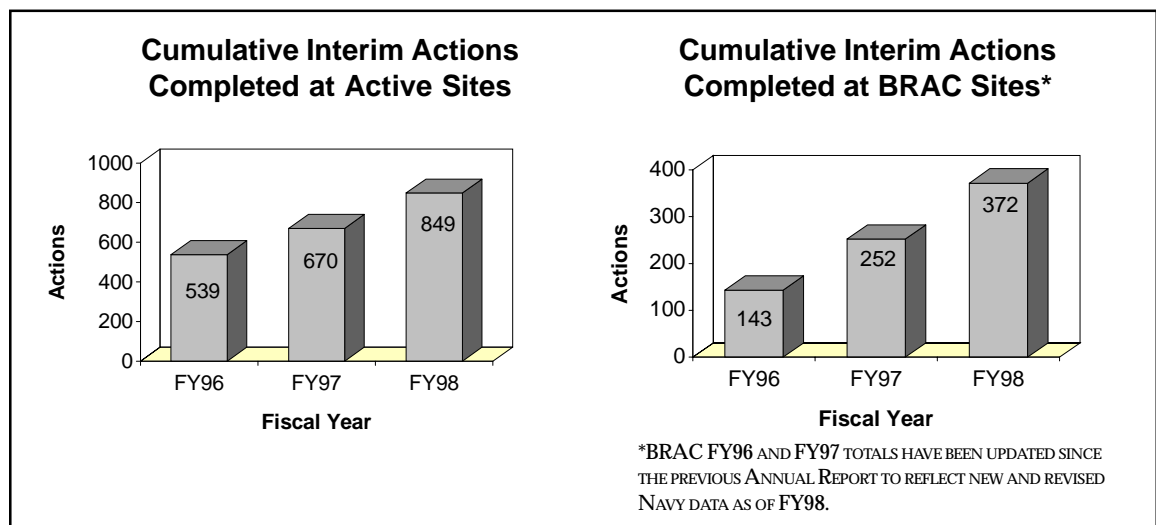 Cumulative Interim Actions
Completed at Active Sites
1000
800
600
400
200
0
Actions
539
670
849
FY96
FY97
FY98
Fiscal Year
Cumulative Interim Actions
Completed at BRAC Sites*
400
300
200
100
0
Actions
143
252
372
FY96
FY97
FY98
Fiscal Year
*BRAC FY96 AND FY97 TOTALS HAVE BEEN UPDATED SINCE
THE PREVIOUS ANNUAL REPORT TO REFLECT NEW AND REVISED
NAVY DATA AS OF FY98.